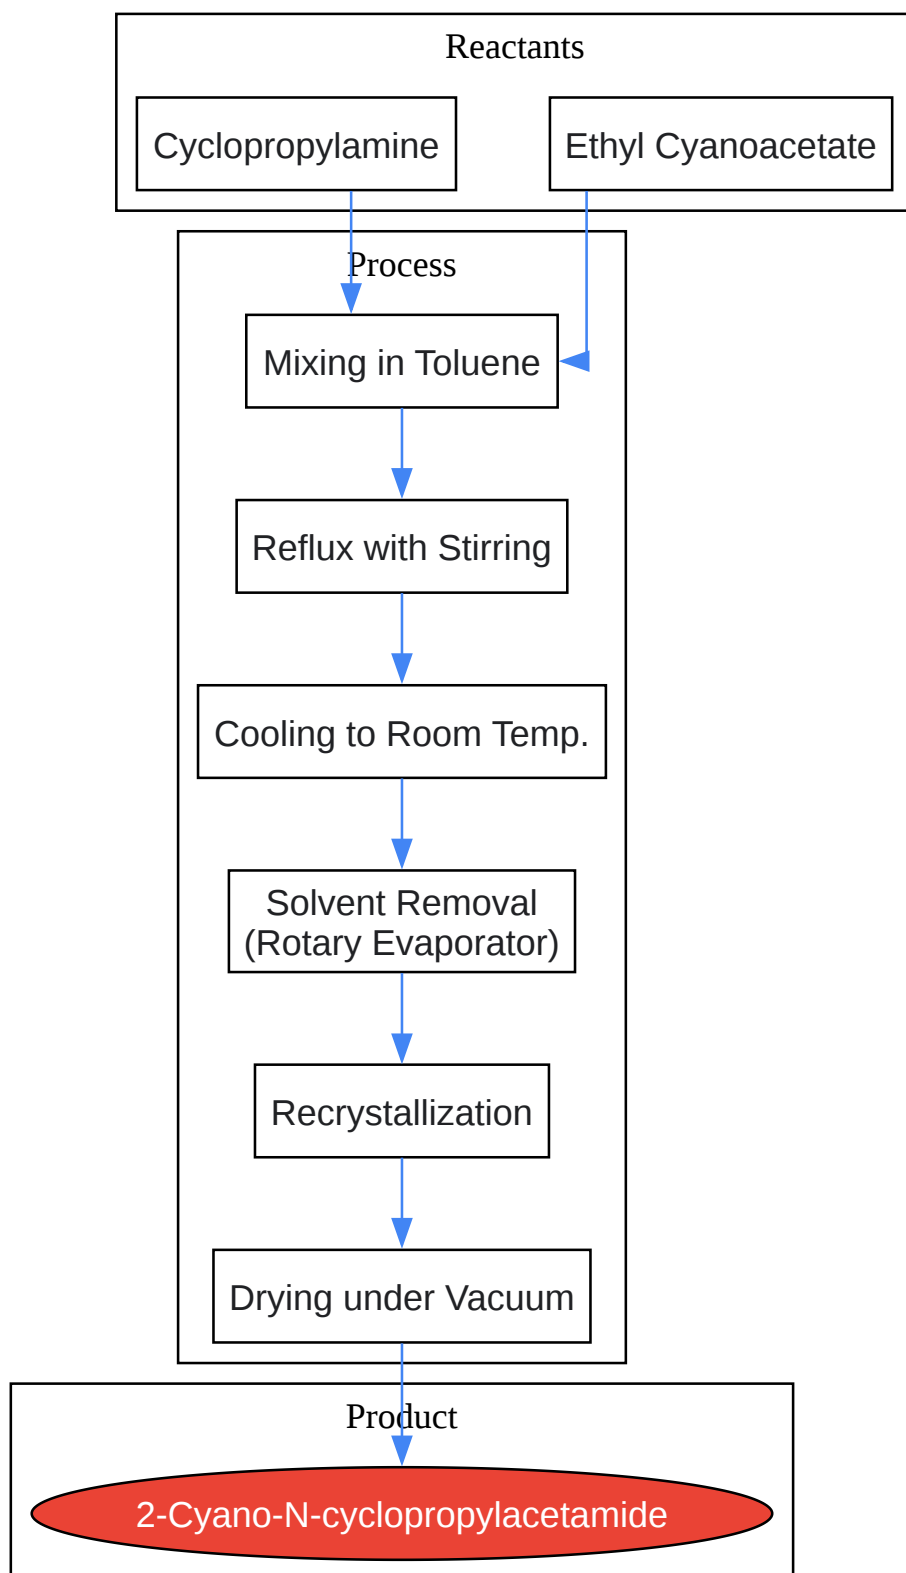 Reactants
Cyclopropylamine
Ethyl Cyanoacetate
Process
Mixing in Toluene
Reflux with Stirring
Cooling to Room Temp.
Solvent Removal
(Rotary Evaporator)
Recrystallization
Drying under Vacuum
Product
2-Cyano-N-cyclopropylacetamide